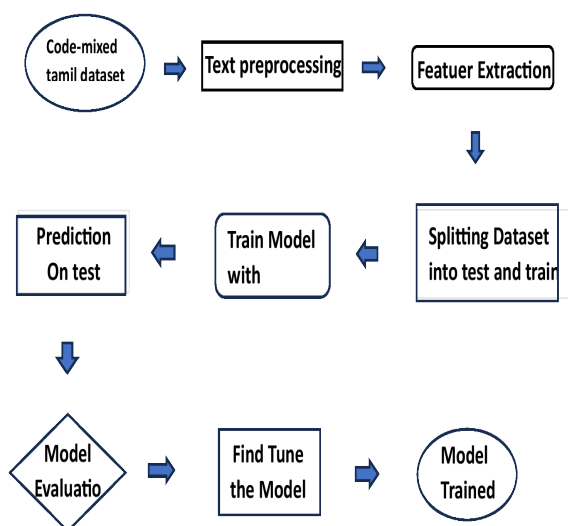 Code-mixed
tamil dataset
Text preprocessing
Featuer Extraction
Splitting Dataset
into test and train
Train Model
with
Prediction
On test
Model
Evaluatio
Find Tune
the Model
Model
Trained